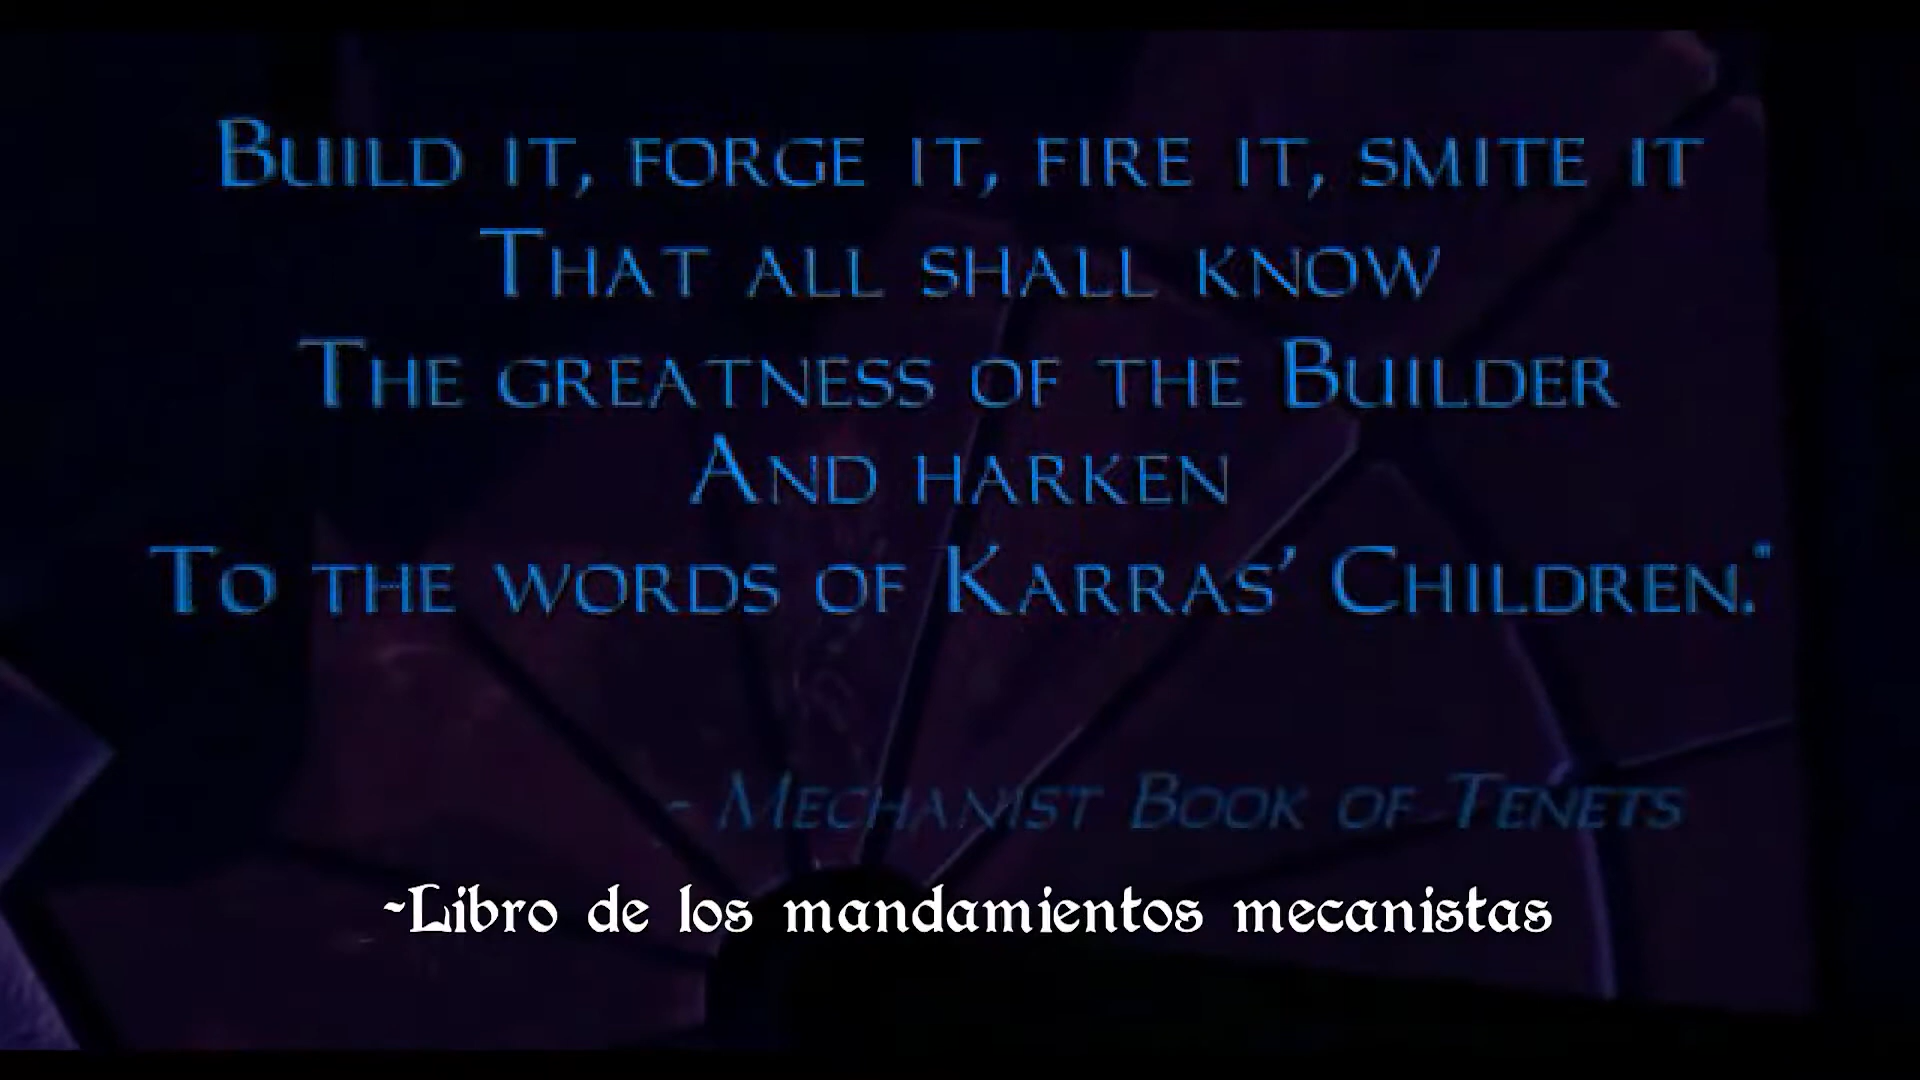 Build it, forge it, fire it, smite it
That all shall know
The greatness of the Builder
And harken
To the words of Karras' Children."
- Mechanist Book of Tenets
-Libro de los mandamientos mecanistas